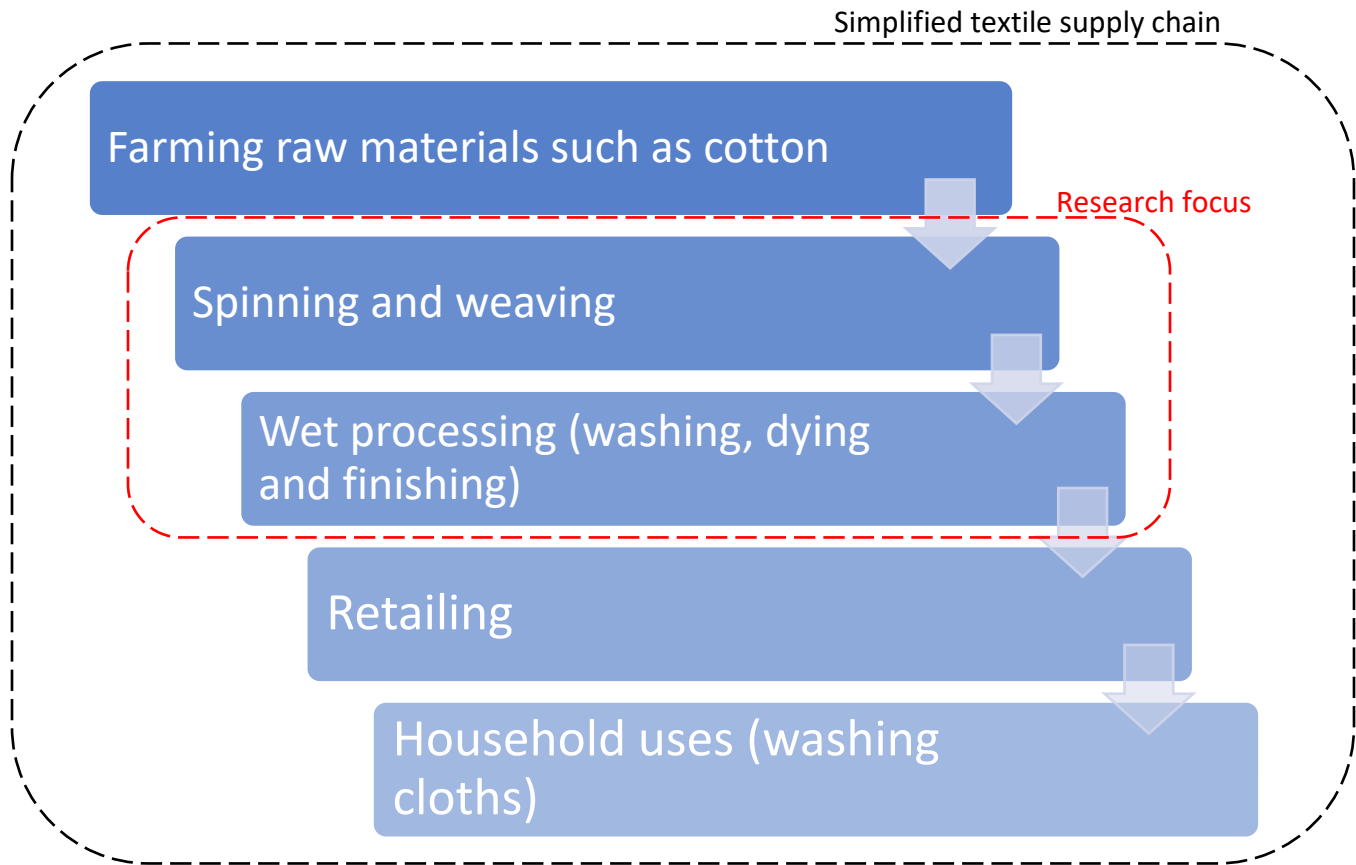 Simplified textile supply chain
Farming raw materials such as cotton
Research focus
Spinning and weaving
Wet processing (washing, dying
and finishing)
Retailing
Household uses (washing
cloths)